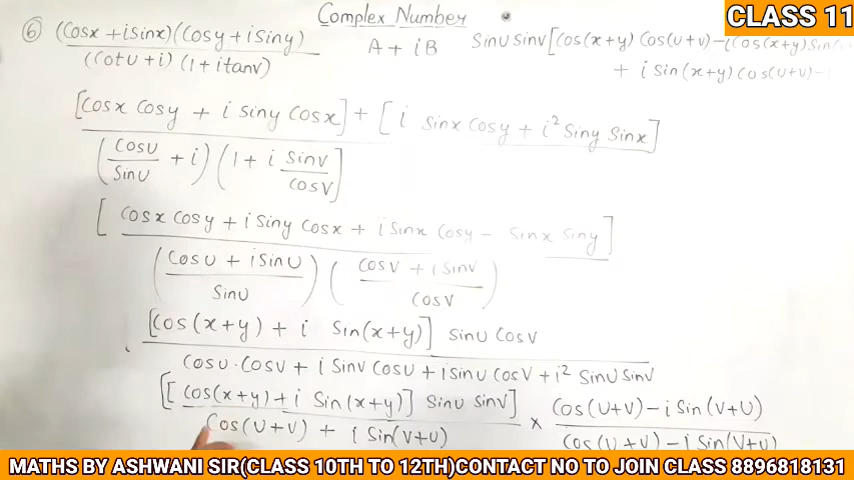 CLASS 11
Complex Number
⑥ (Cosx + isinx)(Cosy + isiny)
(Cotu + i) (1 + itanv)
A + iB
Sinu sinv[Cos(x+y) Cos(u+v) - i Cos(x+y) Sin(
+ i Sin(x+y) Cos(u+v) -
[Cosx Cosy + i Siny Cosx] + [i Sinx Cosy + i² Siny Sinx]
(Cosu/Sinu + i) (1 + i Sinv/CosV]
[Cosx Cosy + i Siny Cosx + i Sinx Cosy - Sinx Siny]
(CosU + iSinU/SinU) (CosV + i Sinv/CosV)
[Cos(x+y) + i Sin(x+y)] Sinu CosV
Cosu.Cosv + i Sinv Cosu + i sinu CosV + i² SinU Sinv
[[Cos(x+y) + i Sin(x+y)] Sinu Sinv] × Cos(U+V) - i Sin(V+U)
Cos(U+V) + i Sin(V+U) Cos(U+V) - i Sin(V+U)
MATHS BY ASHWANI SIR(CLASS 10TH TO 12TH)CONTACT NO TO JOIN CLASS 8896818131